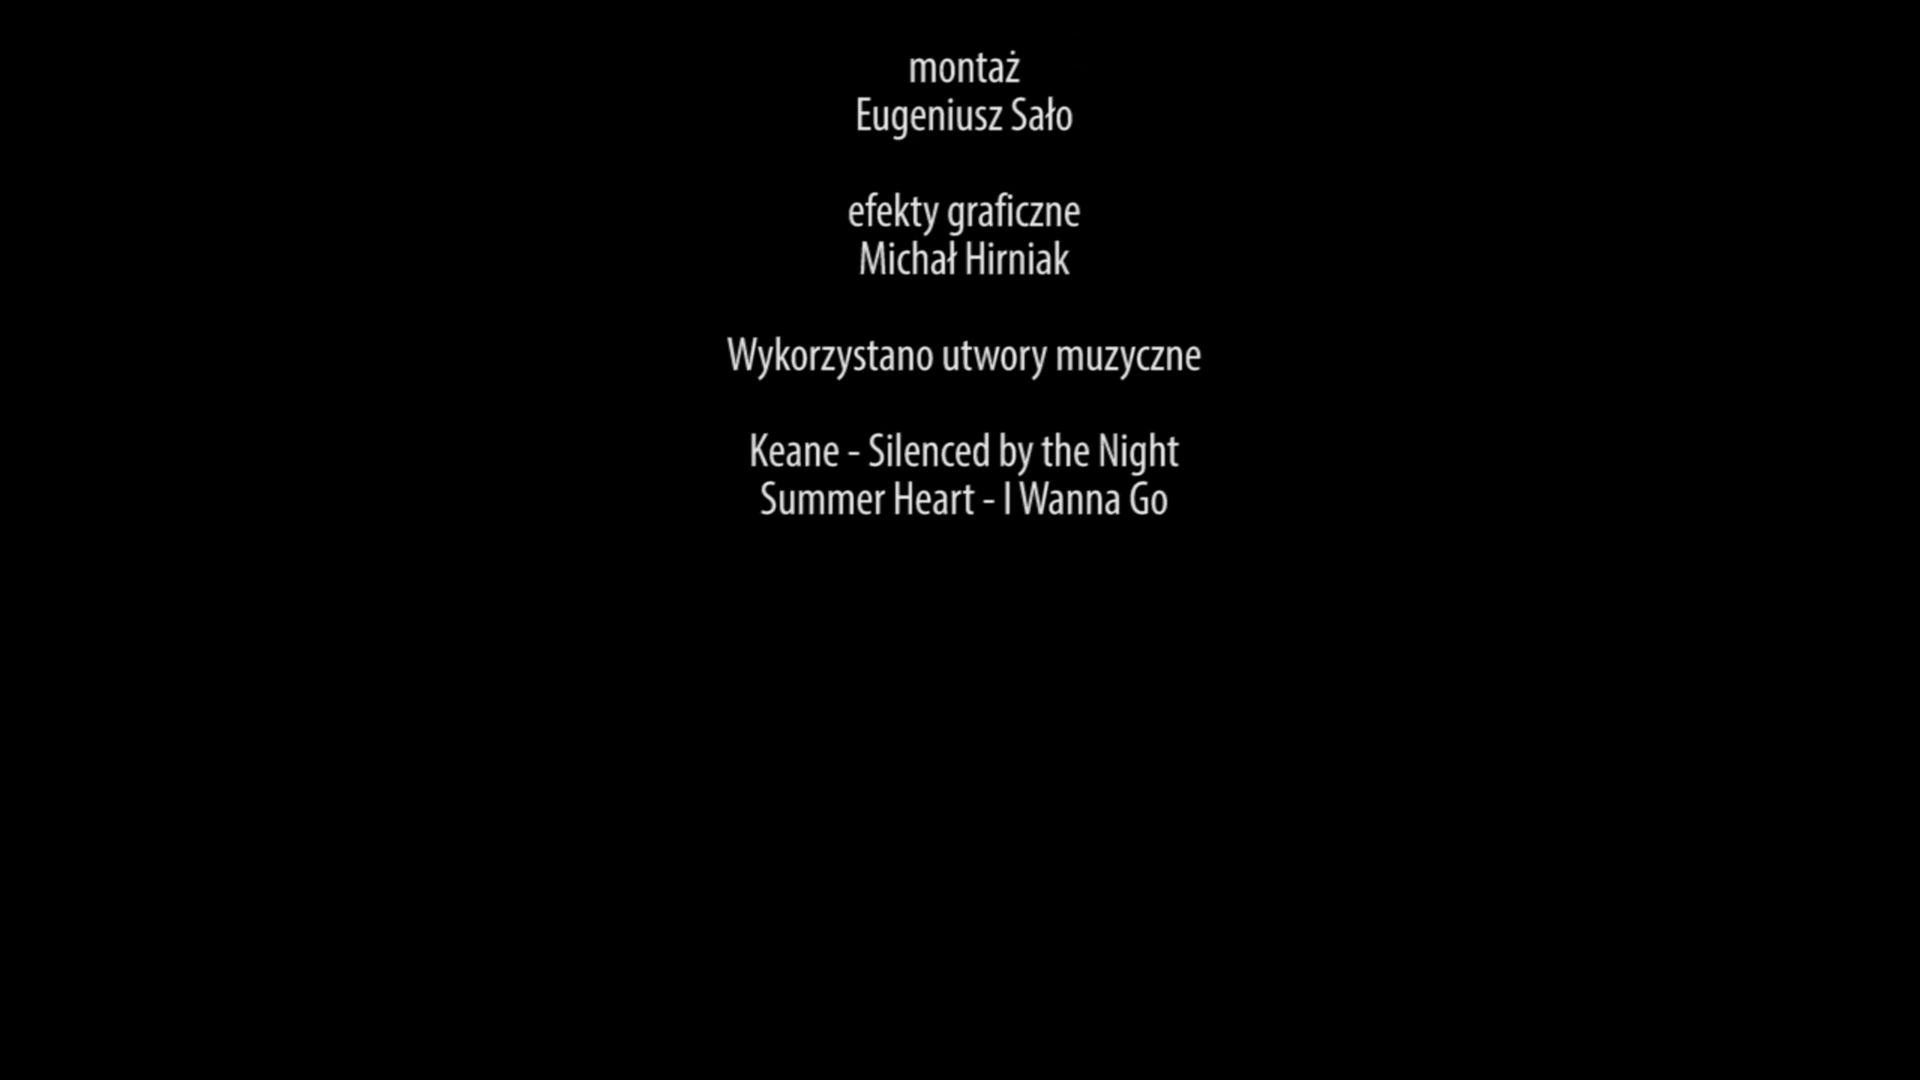 montaż
Eugeniusz Sało
efekty graficzne
Michał Hirniak
Wykorzystano utwory muzyczne
Keane - Silenced by the Night
Summer Heart - I Wanna Go